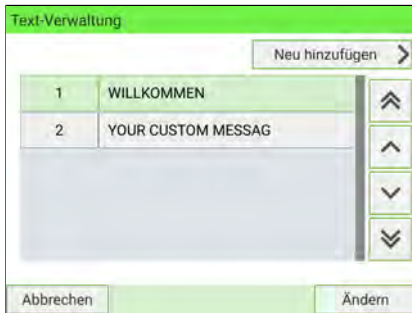 Text-Verwaltung
Neu hinzufügen
1 WILLKOMMEN
2 YOUR CUSTOM MESSAG
Abbrechen Ändern